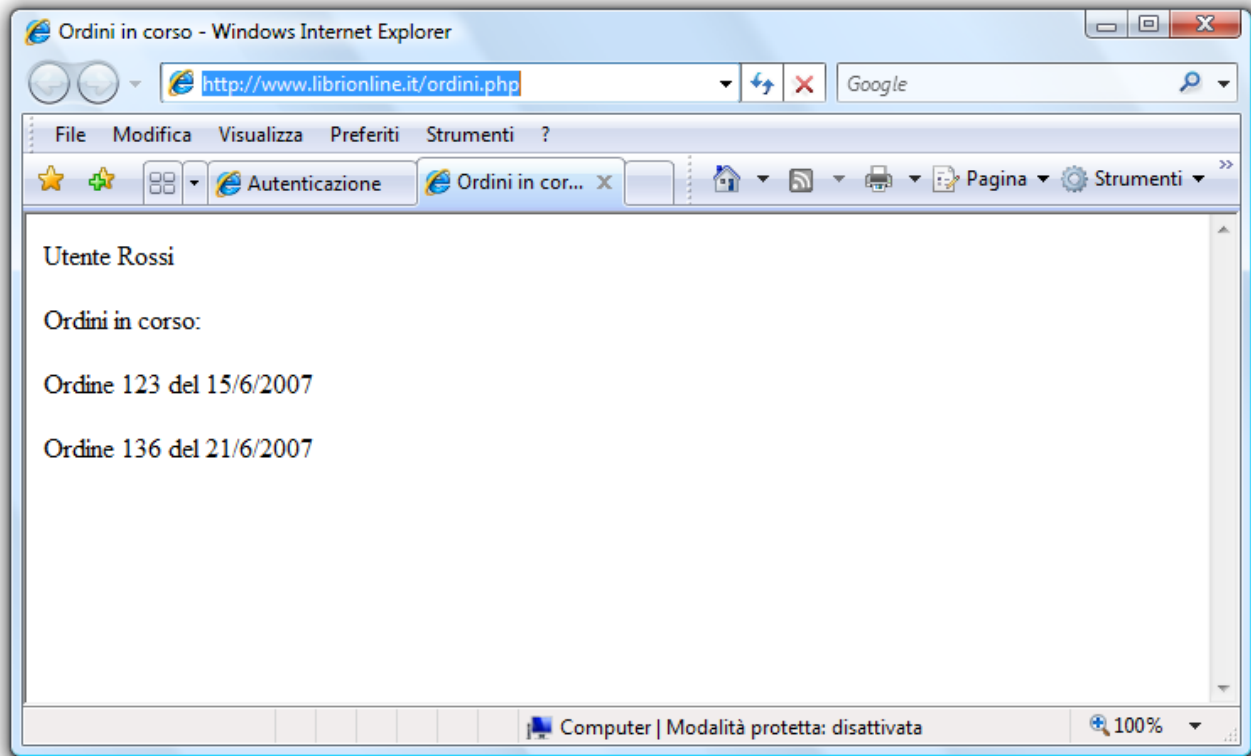 Ordini in corso - Windows Internet Explorer
http://www.librionline.it/ordini.php
Google
File Modifica Visualizza Preferiti Strumenti ?
Autenticazione Ordini in cor... Pagina Strumenti
Utente Rossi
Ordini in corso:
Ordine 123 del 15/6/2007
Ordine 136 del 21/6/2007
Computer | Modalità protetta: disattivata 100%